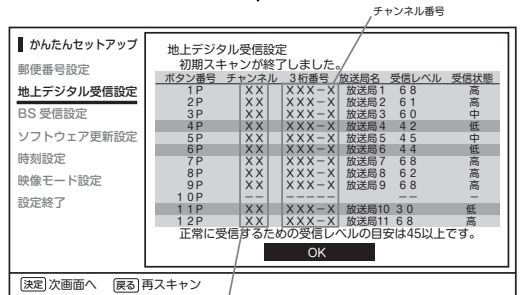 チャンネル番号
かんたんセットアップ
郵便番号設定
地上デジタル受信設定
BS 受信設定
ソフトウェア更新設定
時刻設定
映像モード設定
設定終了
地上デジタル受信設定
初期スキャンが終了しました。
ボタン番号 チャンネル 3桁番号 放送局名 受信レベル 受信状態
1P XX XXX−X 放送局1 68 高
2P XX XXX−X 放送局2 61 高
3P XX XXX−X 放送局3 60 中
4P XX XXX−X 放送局4 42 低
5P XX XXX−X 放送局5 45 中
6P XX XXX−X 放送局6 44 低
7P XX XXX−X 放送局7 68 高
8P XX XXX−X 放送局8 62 高
9P XX XXX−X 放送局9 68 高
10P −− −−−−− −− −
11P XX XXX−X 放送局10 30 低
12P XX XXX−X 放送局11 68 高
正常に受信するための受信レベルの目安は45以上です。
OK
決定 次画面へ 戻る 再スキャン